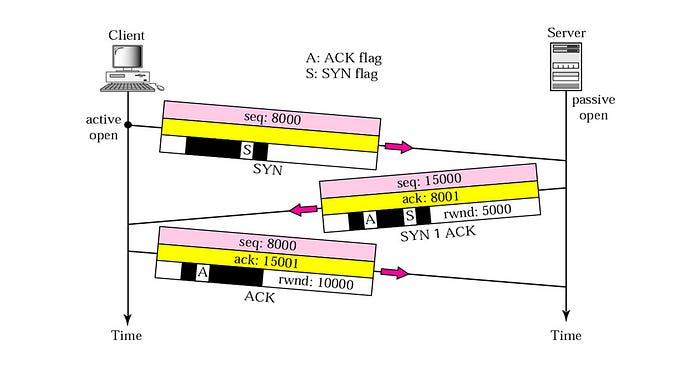 Client
Server
A: ACK flag
S: SYN flag
active
open
passive
open
seq: 8000
S
SYN
seq: 15000
ack: 8001
A
S
rwnd: 5000
SYN 1 ACK
seq: 8000
ack: 15001
A
rwnd: 10000
ACK
Time
Time